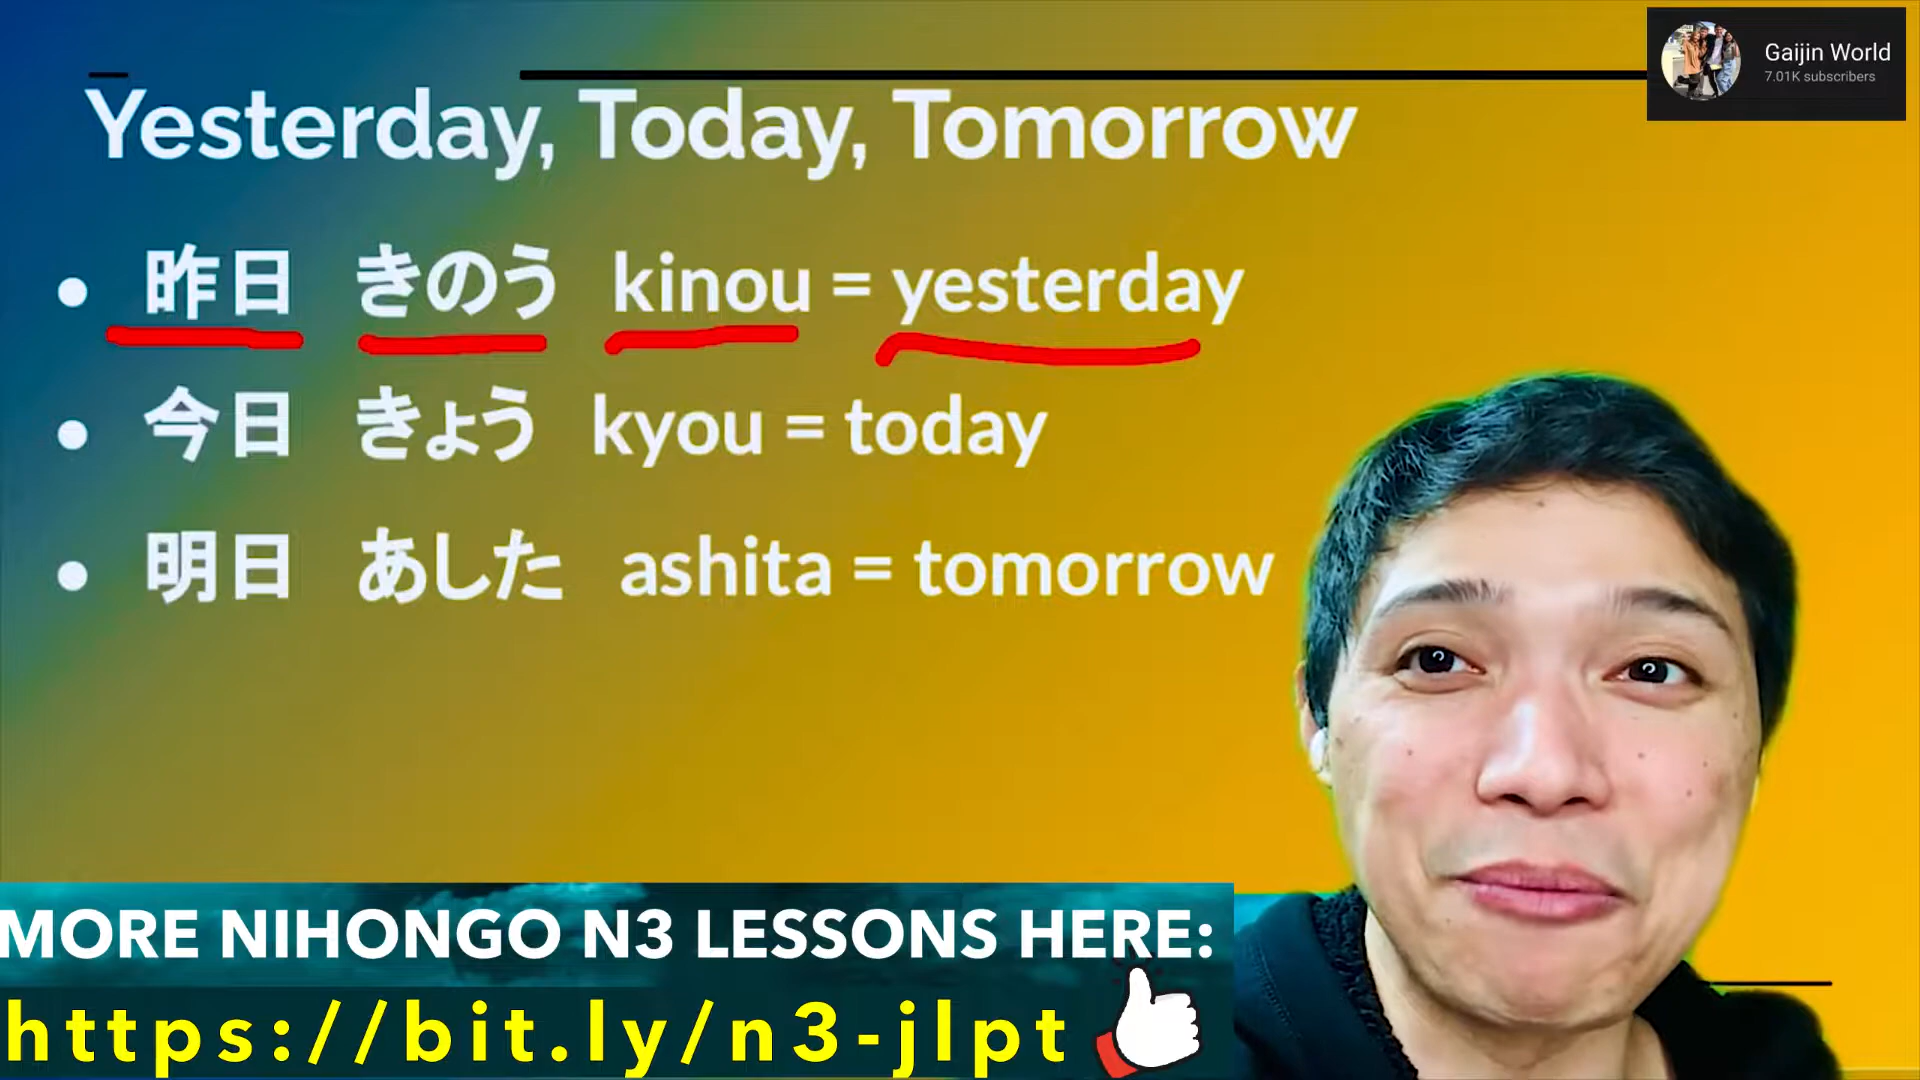 Gaijin World
7.01K subscribers
Yesterday, Today, Tomorrow
● 昨日 きのう kinou = yesterday
● 今日 きょう kyou = today
● 明日 あした ashita = tomorrow
MORE NIHONGO N3 LESSONS HERE:
https://bit.ly/n3-jlpt